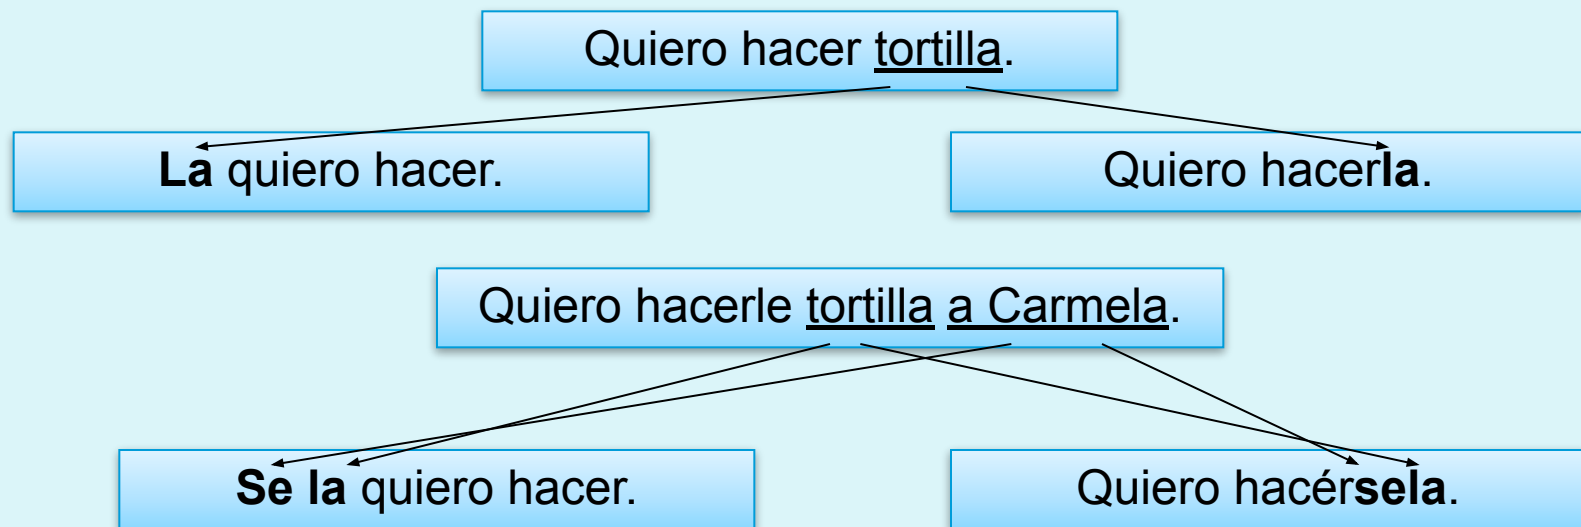 Quiero hacer tortilla.
La quiero hacer.
Quiero hacerla.
Quiero hacerle tortilla a Carmela.
Se la quiero hacer.
Quiero hacérsela.